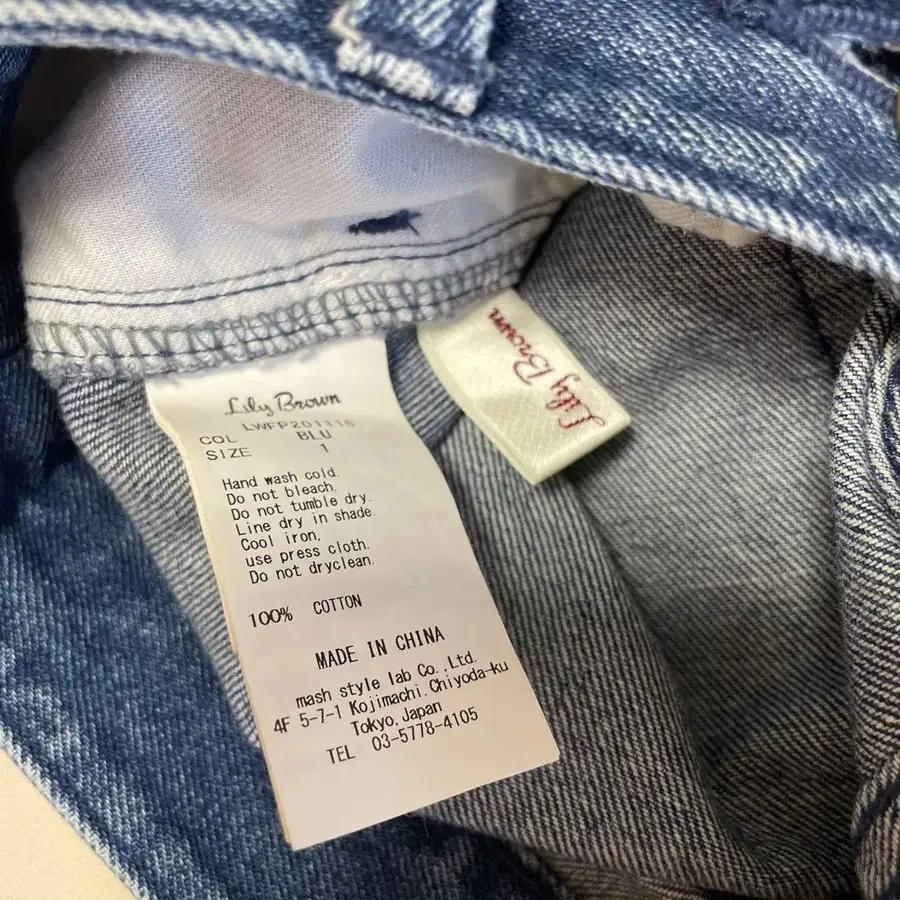 Lily Brown
LWFP201116
COL BLU
SIZE 1
Hand wash cold.
Do not bleach.
Do not tumble dry.
Line dry in shade.
Cool iron,
use press cloth.
Do not dryclean.
100% COTTON
MADE IN CHINA
mash style lab Co.,Ltd.
4F 5-7-1 Kojimachi,Chiyoda-ku
Tokyo,Japan
TEL 03-5778-4105
Lily Brown